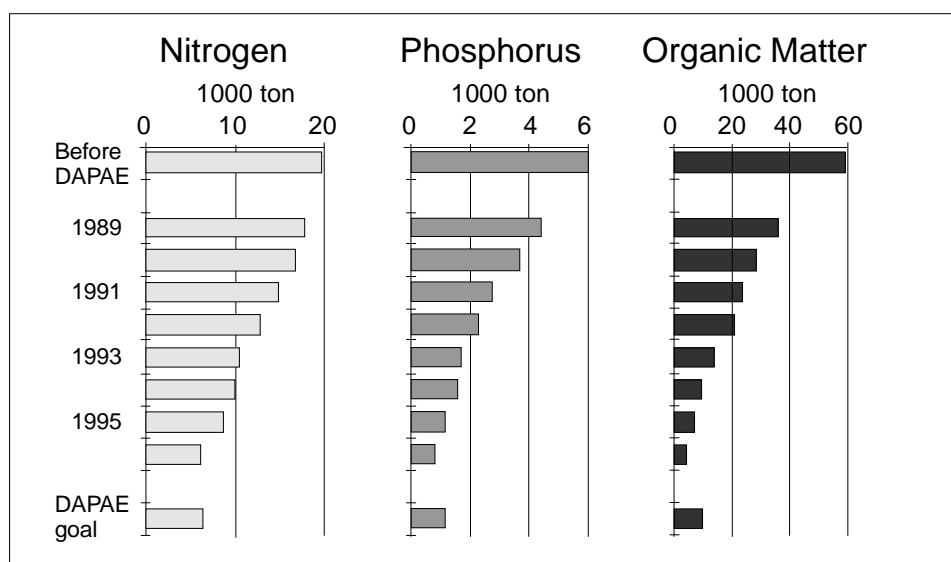 Nitrogen Phosphorus Organic Matter
1000 ton 1000 ton 1000 ton
0 10 20 0 2 4 6 0 20 40 60
Before
DAPAE
1989
1991
1993
1995
DAPAE
goal